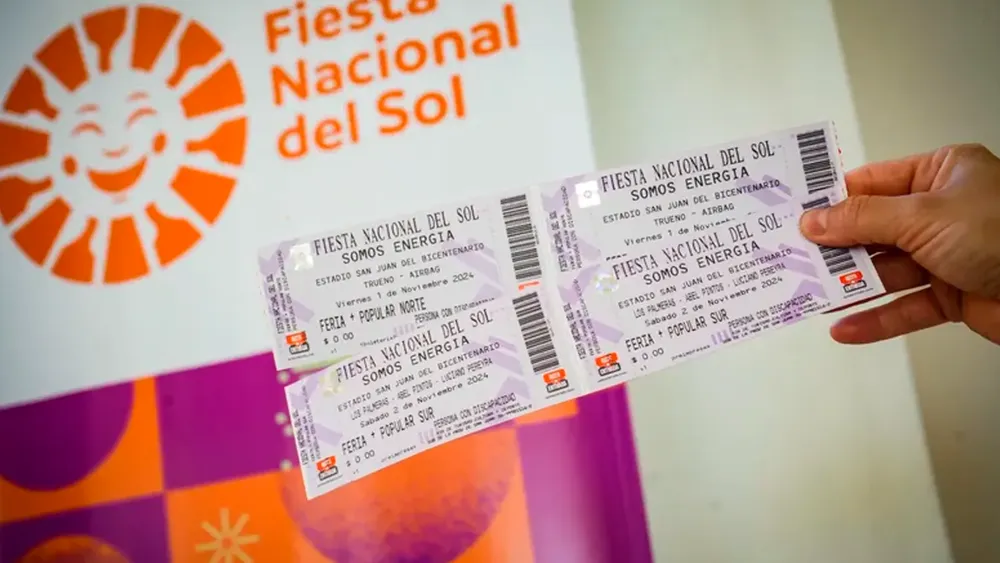 Fiesta
Nacional
del Sol
FIESTA NACIONAL DEL SOL
SOMOS ENERGIA
ESTADIO SAN JUAN DEL BICENTENARIO
TRUENO - AIRBAG
Viernes 1 de Noviembre 2024
FERIA + POPULAR NORTE
$ 0.00
PERSONA CON DISCAPACIDAD
FIESTA NACIONAL DEL SOL
SOMOS ENERGIA
ESTADIO SAN JUAN DEL BICENTENARIO
LOS PALMERAS - ABEL PINTOS - LUCIANO PEREYRA
Sabado 2 de Noviembre 2024
FERIA + POPULAR SUR
$ 0.00
PERSONA CON DISCAPACIDAD
FIESTA NACIONAL DEL SOL
SOMOS ENERGIA
ESTADIO SAN JUAN DEL BICENTENARIO
TRUENO - AIRBAG
Viernes 1 de Noviembre
FIESTA NACIONAL DEL SOL
SOMOS ENERGIA
ESTADIO SAN JUAN DEL BICENTENARIO
LOS PALMERAS - ABEL PINTOS - LUCIANO PEREYRA
Sabado 2 de Noviembre 2024
FERIA + POPULAR SUR
$ 0.00
PERSONA CON DISCAPACIDAD